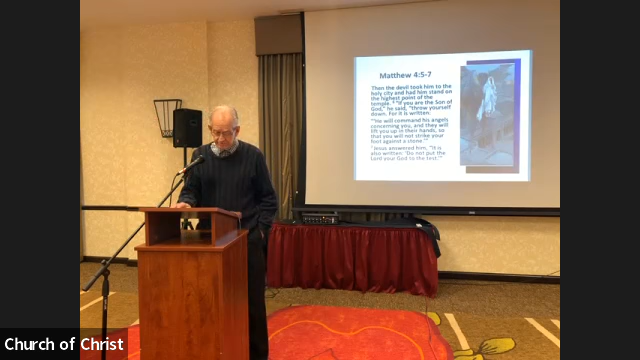 Matthew 4:5-7
Then the devil took him to the
holy city and had him stand on
the highest point of the
temple. 6 "If you are the Son of
God," he said, "throw yourself
down. For it is written:
"'He will command his angels
concerning you, and they will
lift you up in their hands, so
that you will not strike your
foot against a stone.'"
7 Jesus answered him, "It is
also written: 'Do not put the
Lord your God to the test.'"
Church of Christ